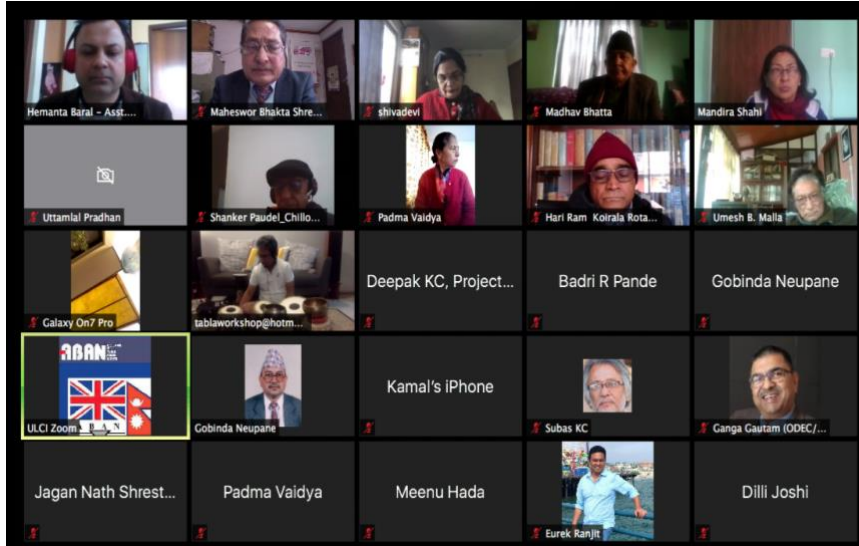 Hemanta Baral - Asst....
Maheswor Bhakta Shre...
shivadevi
Madhav Bhatta
Mandira Shahi
Uttamlal Pradhan
Shanker Paudel_Chillo...
Padma Vaidya
Hari Ram Koirala Rota...
Umesh B. Malla
Galaxy On7 Pro
tablaworkshop@hotm...
Deepak KC, Project...
Badri R Pande
Gobinda Neupane
ABAN
BAN
ULCI Zoom
Gobinda Neupane
Kamal's iPhone
Subas KC
Ganga Gautam (ODEC/...
Jagan Nath Shrest...
Padma Vaidya
Meenu Hada
Eurek Ranjit
Dilli Joshi